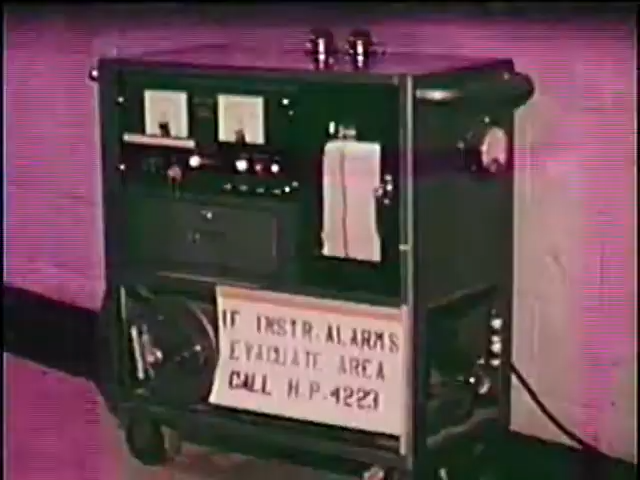 IF INSTR. ALARMS
EVACUATE AREA
CALL H.P. 4223